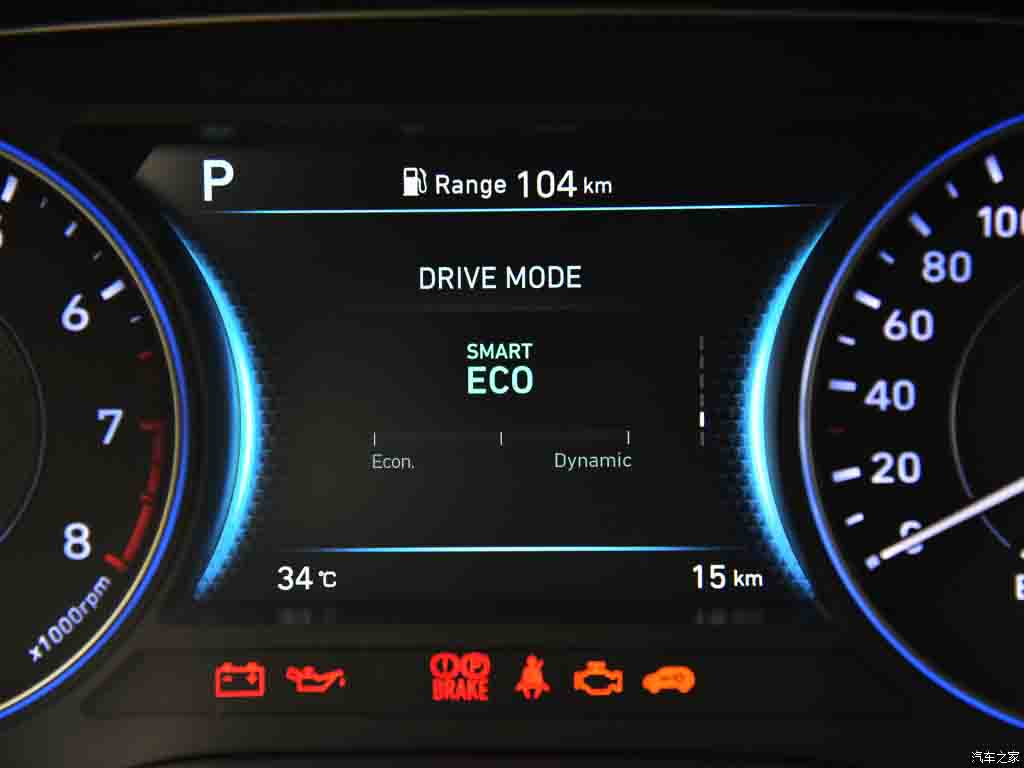 P
Range 104 km
DRIVE MODE
SMART
ECO
Econ. Dynamic
34 °C
15 km
6
7
8
x1000rpm
100
80
60
40
20
0
BRAKE
汽车之家